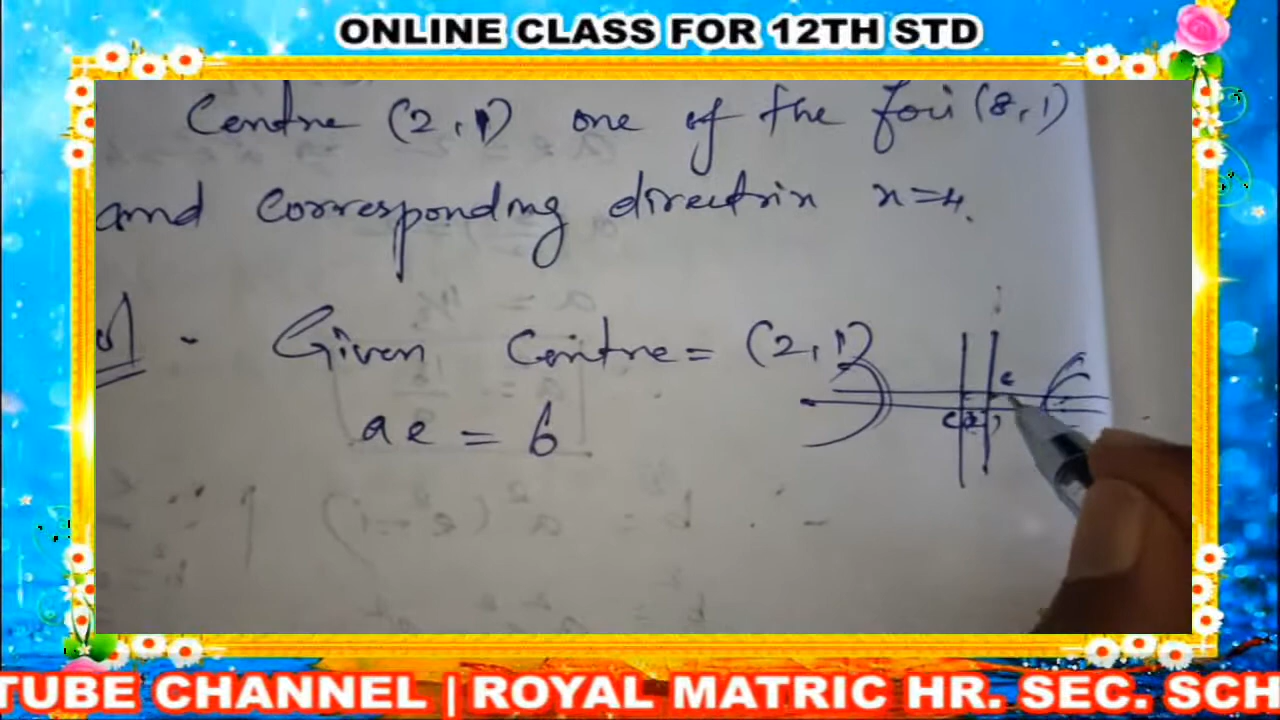 ONLINE CLASS FOR 12TH STD
Centre (2,1) one of the foci (8,1)
and corresponding directrix x=4.
Given Centre = (2,1)
ae = 6
TUBE CHANNEL | ROYAL MATRIC HR. SEC. SCH